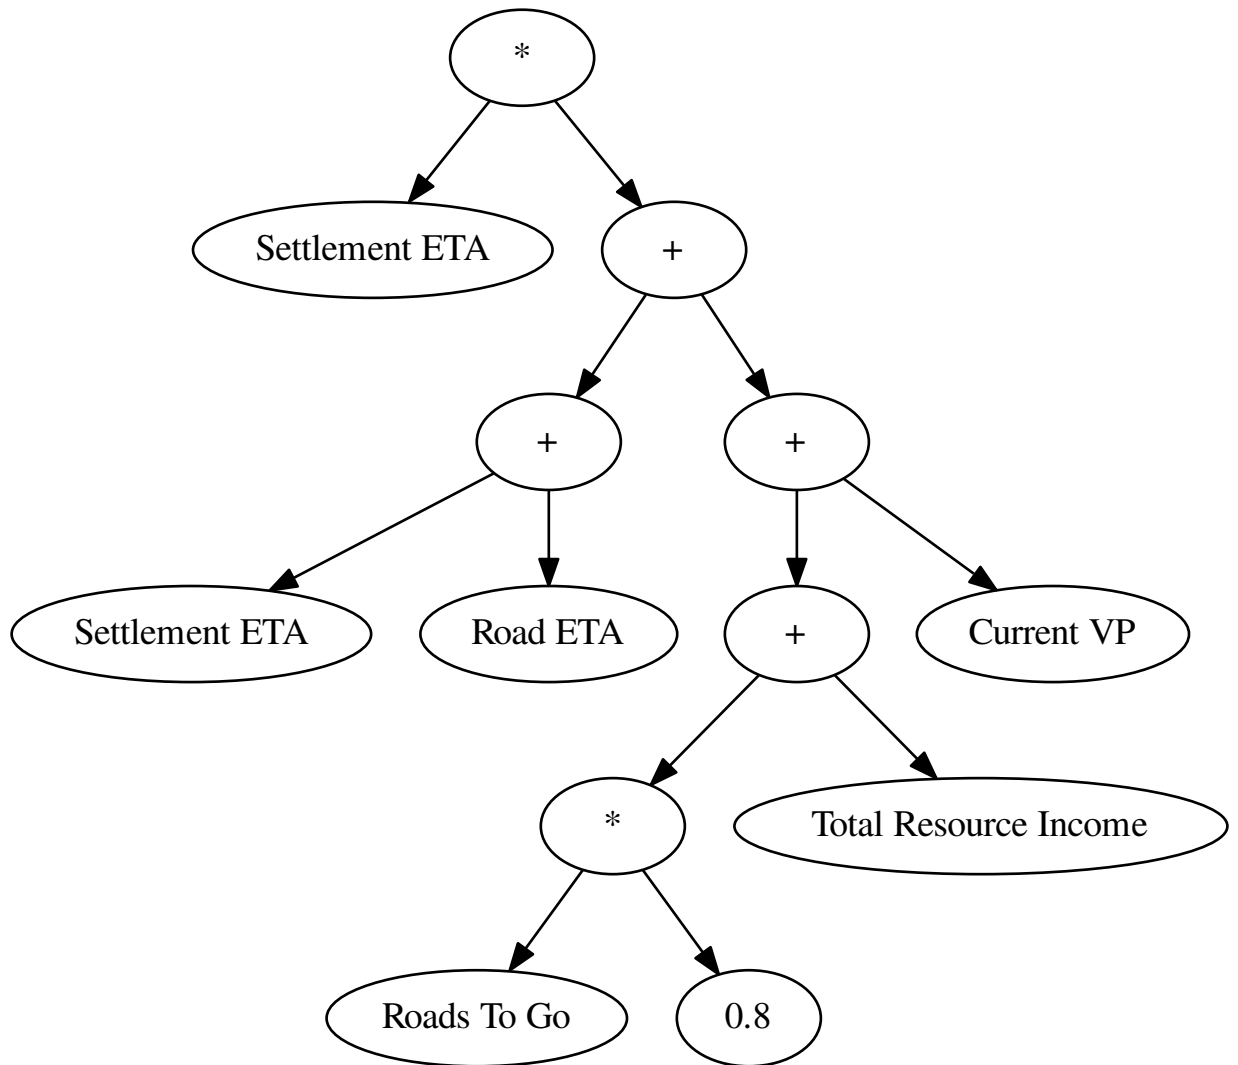 *
Settlement ETA
+
+
+
Settlement ETA
Road ETA
+
Current VP
*
Total Resource Income
Roads To Go
0.8